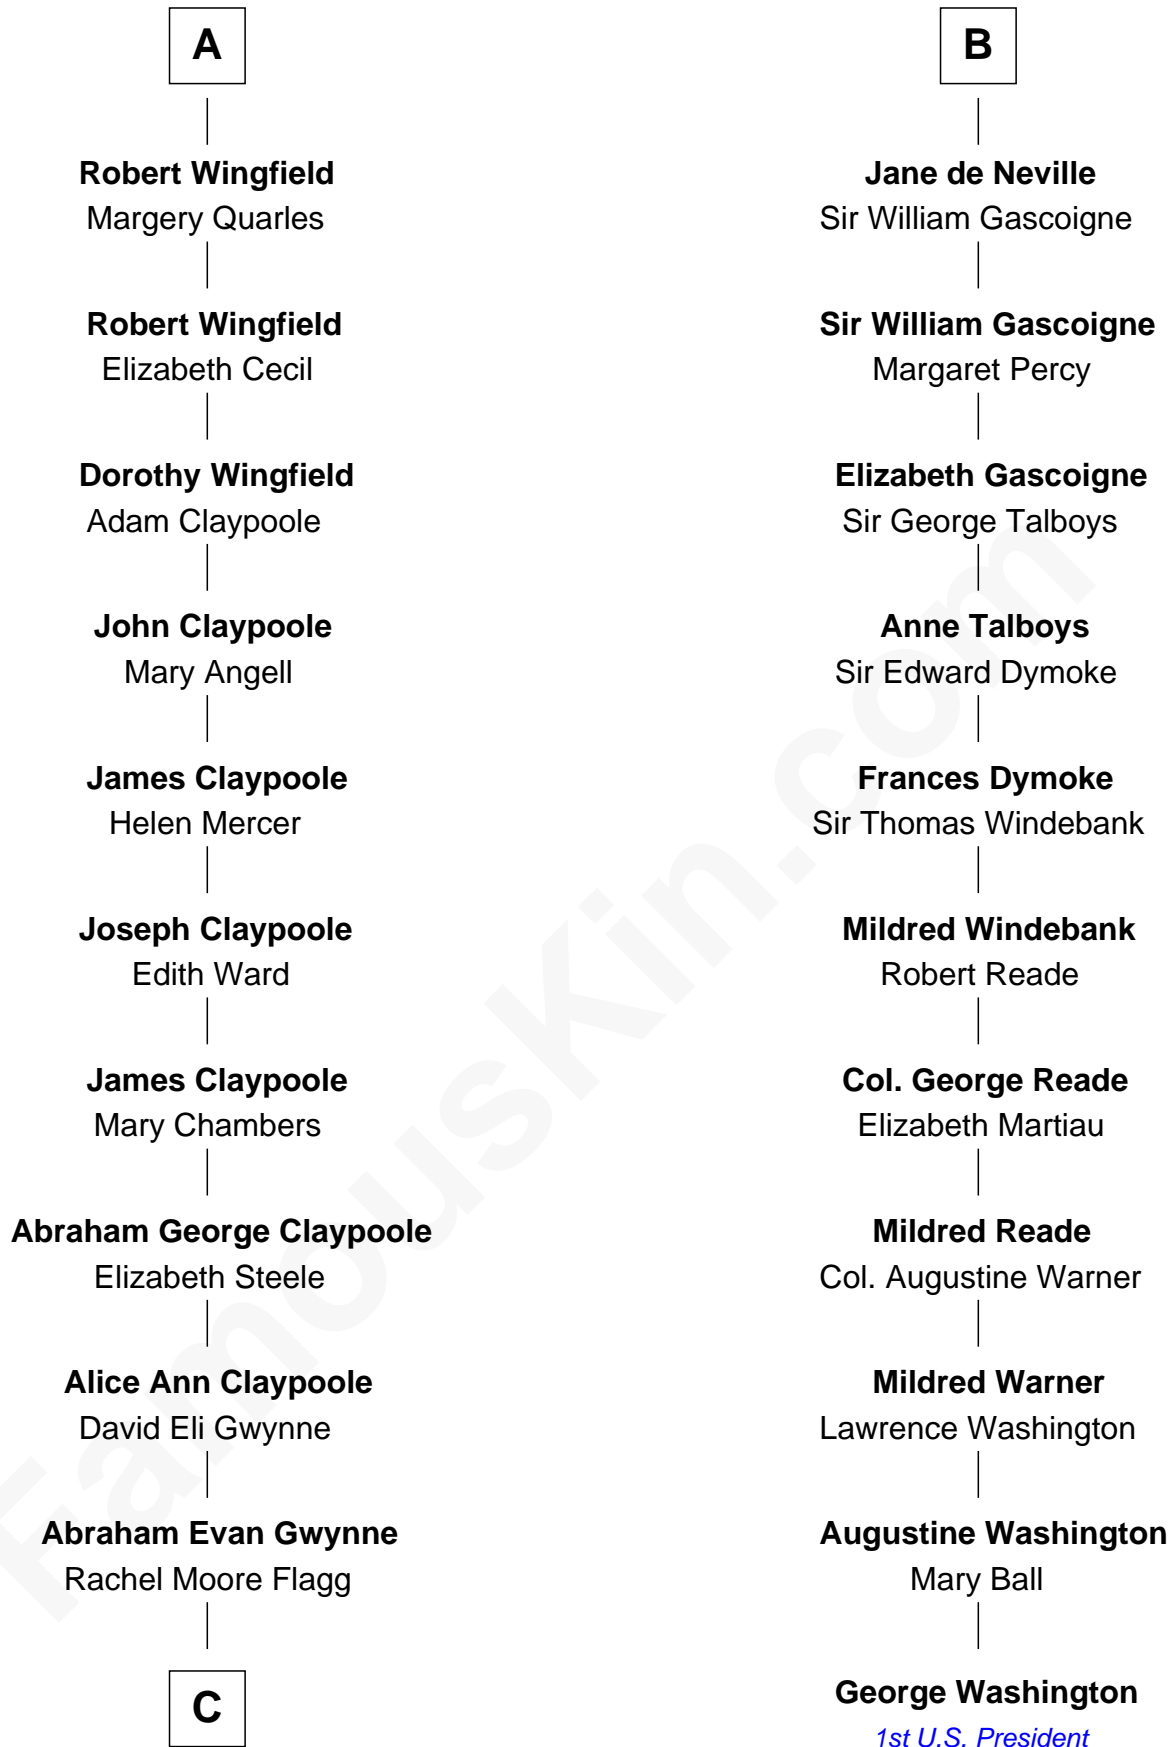 A
Robert Wingfield
Margery Quarles
Robert Wingfield
Elizabeth Cecil
Dorothy Wingfield
Adam Claypoole
John Claypoole
Mary Angell
James Claypoole
Helen Mercer
Joseph Claypoole
Edith Ward
James Claypoole
Mary Chambers
Abraham George Claypoole
Elizabeth Steele
Alice Ann Claypoole
David Eli Gwynne
Abraham Evan Gwynne
Rachel Moore Flagg
C
B
Jane de Neville
Sir William Gascoigne
Sir William Gascoigne
Margaret Percy
Elizabeth Gascoigne
Sir George Talboys
Anne Talboys
Sir Edward Dymoke
Frances Dymoke
Sir Thomas Windebank
Mildred Windebank
Robert Reade
Col. George Reade
Elizabeth Martiau
Mildred Reade
Col. Augustine Warner
Mildred Warner
Lawrence Washington
Augustine Washington
Mary Ball
George Washington
1st U.S. President
FamousKin.com